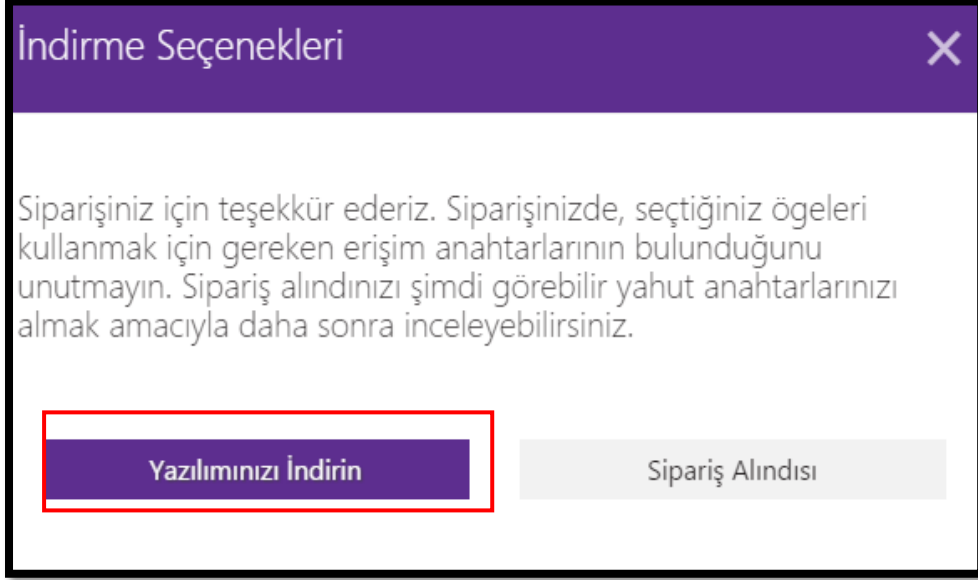 İndirme Seçenekleri
Siparişiniz için teşekkür ederiz. Siparişinizde, seçtiğiniz ögeleri
kullanmak için gereken erişim anahtarlarının bulunduğunu
unutmayın. Sipariş alındınızı şimdi görebilir yahut anahtarlarınızı
almak amacıyla daha sonra inceleyebilirsiniz.
Yazılımınızı İndirin
Sipariş Alındısı